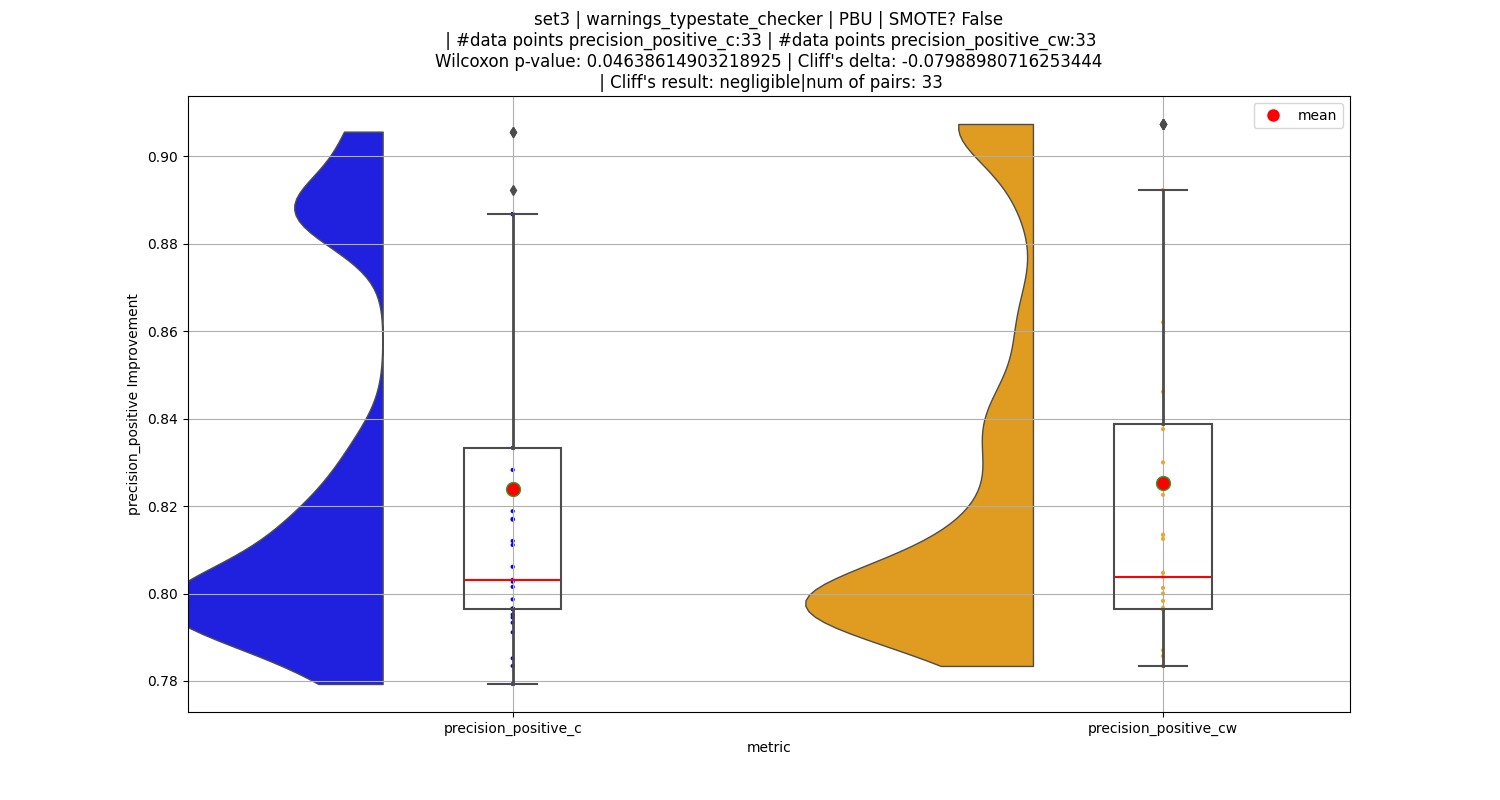 set3 | warnings_typestate_checker | PBU | SMOTE? False
| #data points precision_positive_c:33 | #data points precision_positive_cw:33
Wilcoxon p-value: 0.04638614903218925 | Cliff's delta: -0.07988980716253444
| Cliff's result: negligible|num of pairs: 33
mean
precision_positive Improvement
0.90
0.88
0.86
0.84
0.82
0.80
0.78
precision_positive_c
precision_positive_cw
metric